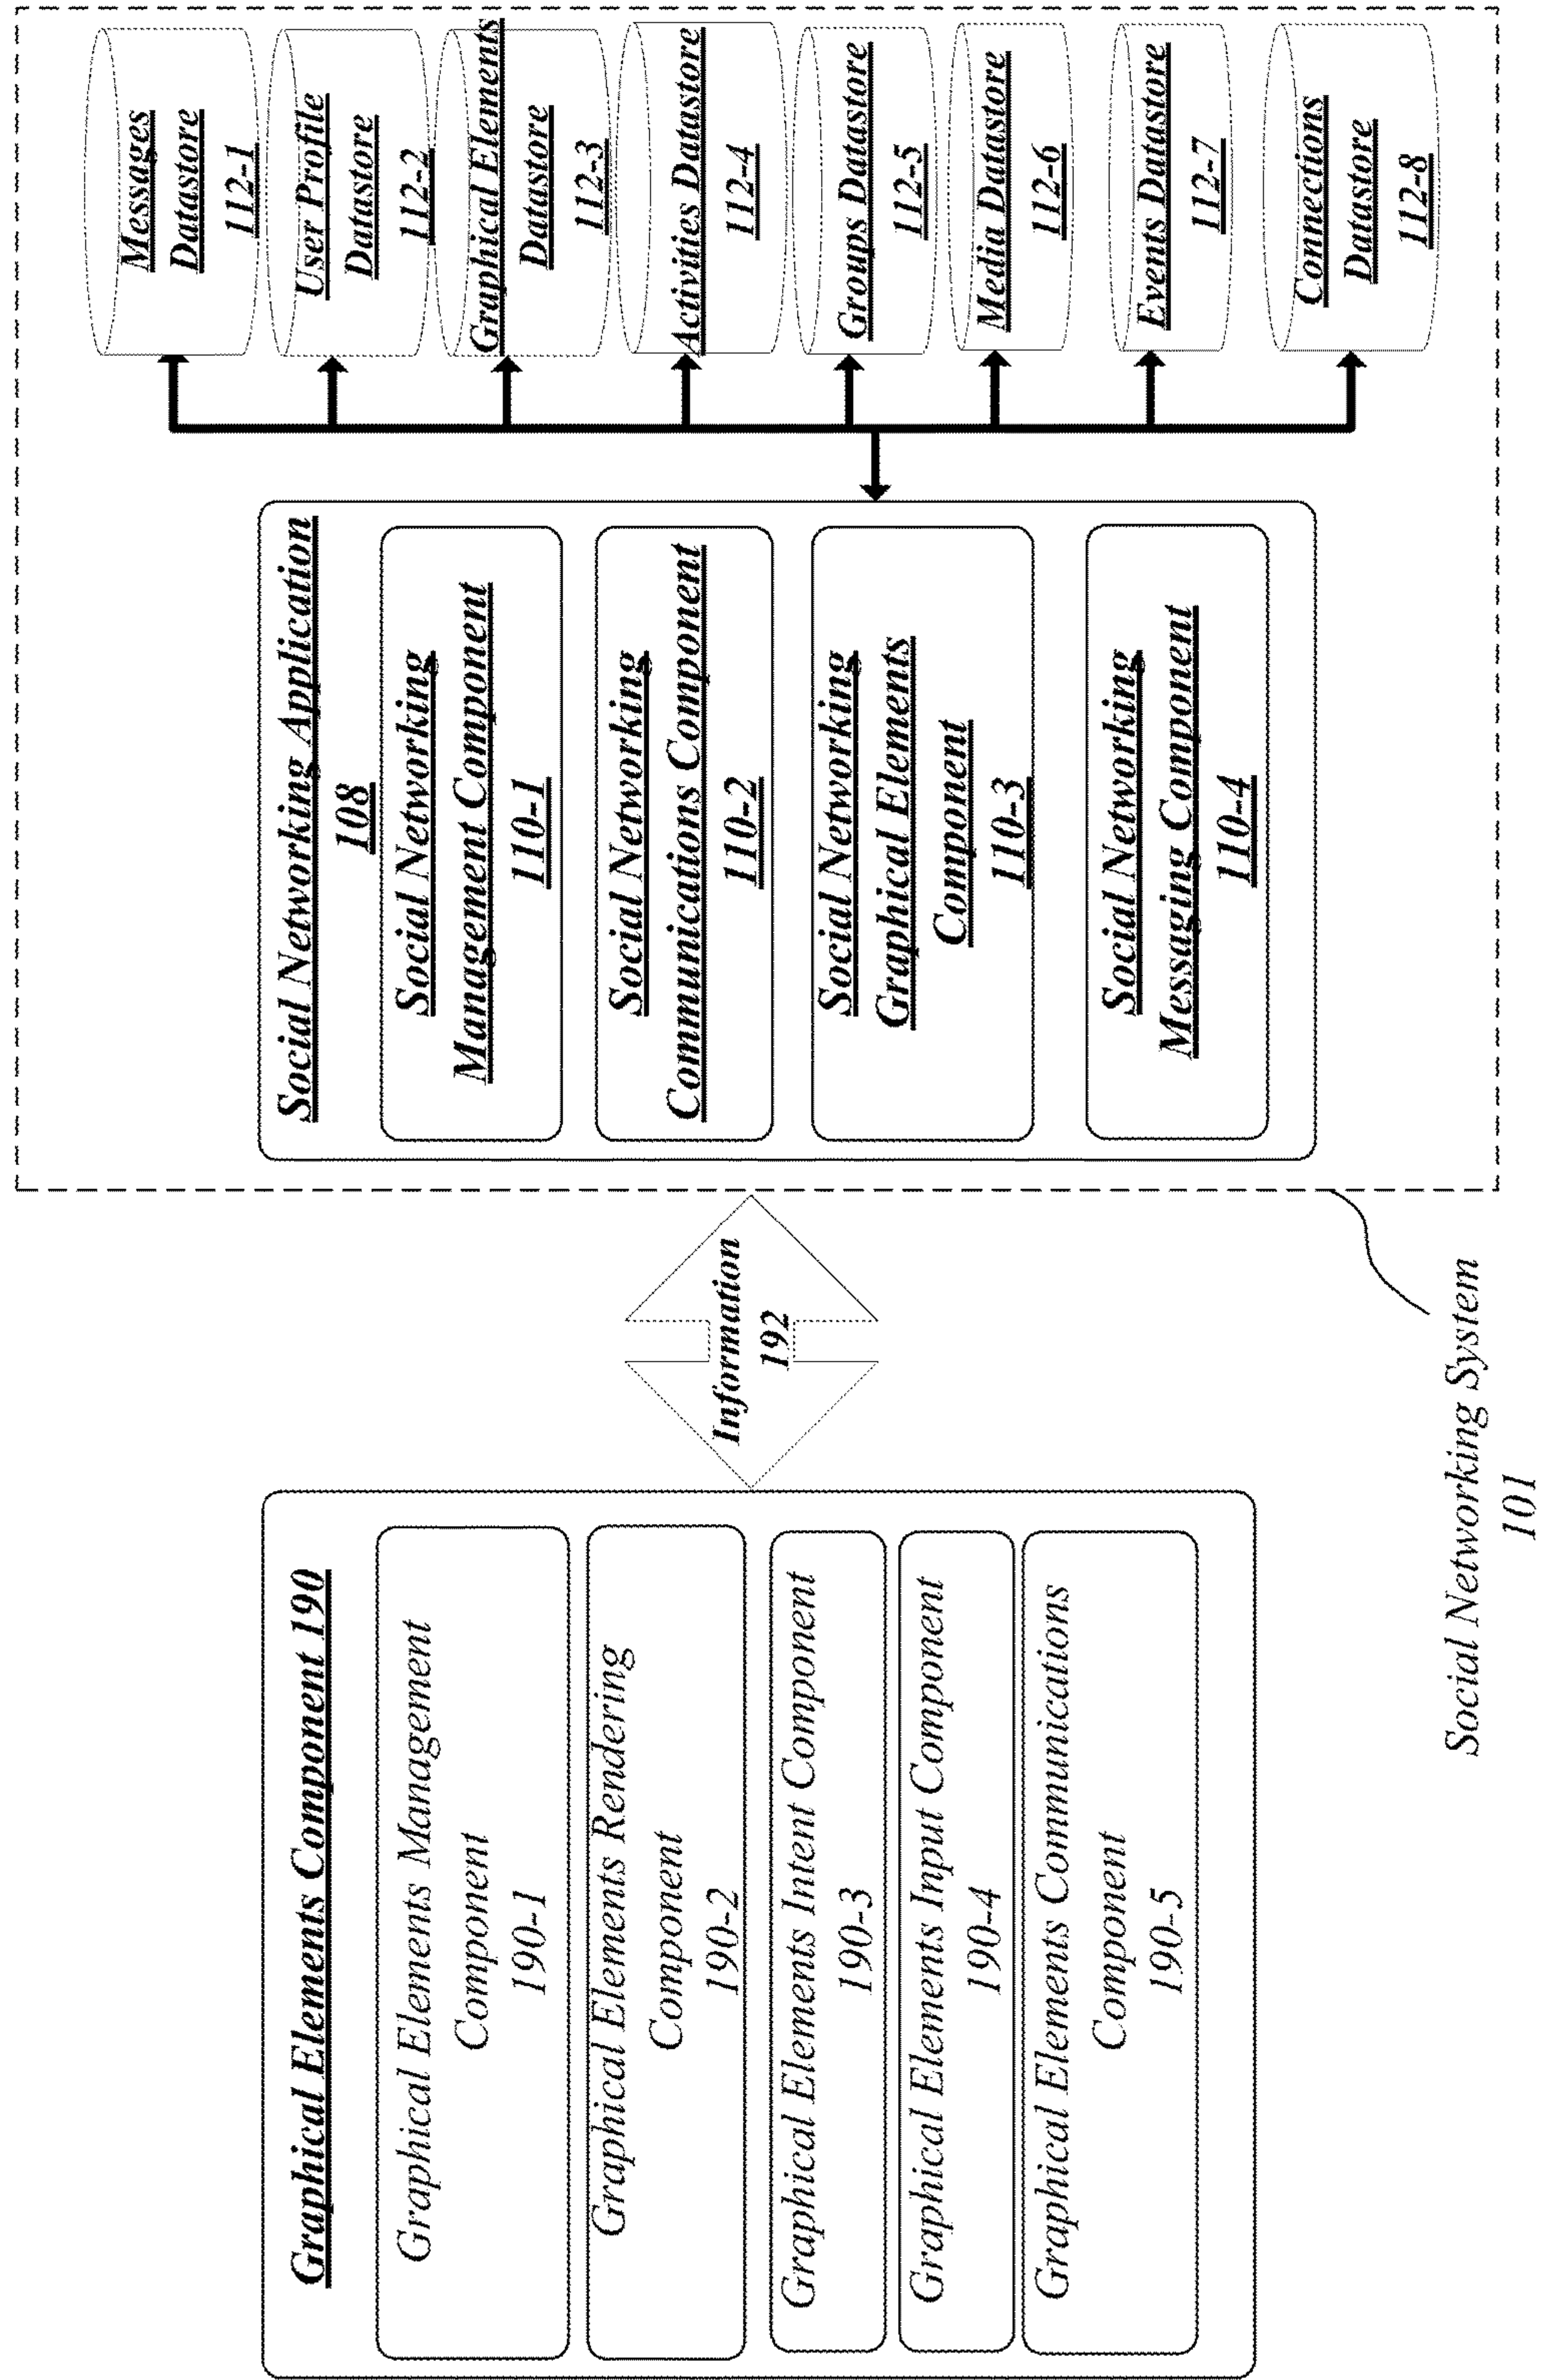 Graphical Elements Component 190
Graphical Elements Management
Component
190-1
Graphical Elements Rendering
Component
190-2
Graphical Elements Intent Component
190-3
Graphical Elements Input Component
190-4
Graphical Elements Communications
Component
190-5
Information
192
Social Networking System
101
Social Networking Application
108
Social Networking
Management Component
110-1
Social Networking
Communications Component
110-2
Social Networking
Graphical Elements
Component
110-3
Social Networking
Messaging Component
110-4
Messages
Datastore
112-1
User Profile
Datastore
112-2
Graphical Elements
Datastore
112-3
Activities Datastore
112-4
Groups Datastore
112-5
Media Datastore
112-6
Events Datastore
112-7
Connections
Datastore
112-8